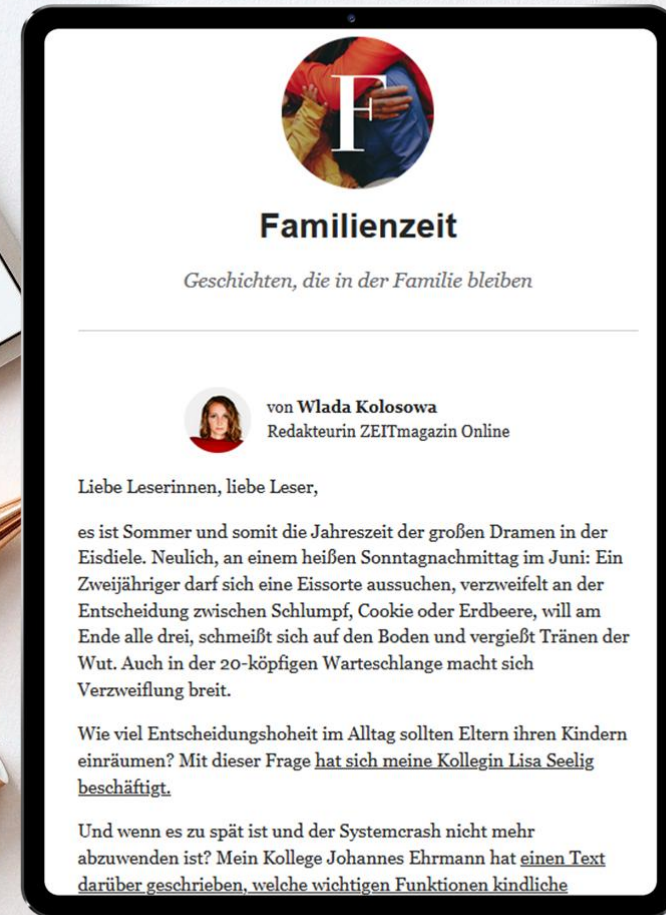 F
Familienzeit
Geschichten, die in der Familie bleiben
von Wlada Kolosowa
Redakteurin ZEITmagazin Online
Liebe Leserinnen, liebe Leser,
es ist Sommer und somit die Jahreszeit der großen Dramen in der
Eisdiele. Neulich, an einem heißen Sonntagnachmittag im Juni: Ein
Zweijähriger darf sich eine Eissorte aussuchen, verzweifelt an der
Entscheidung zwischen Schlumpf, Cookie oder Erdbeere, will am
Ende alle drei, schmeißt sich auf den Boden und vergießt Tränen der
Wut. Auch in der 20-köpfigen Warteschlange macht sich
Verzweiflung breit.
Wie viel Entscheidungshoheit im Alltag sollten Eltern ihren Kindern
einräumen? Mit dieser Frage hat sich meine Kollegin Lisa Seelig
beschäftigt.
Und wenn es zu spät ist und der Systemcrash nicht mehr
abzuwenden ist? Mein Kollege Johannes Ehrmann hat einen Text
darüber geschrieben, welche wichtigen Funktionen kindliche